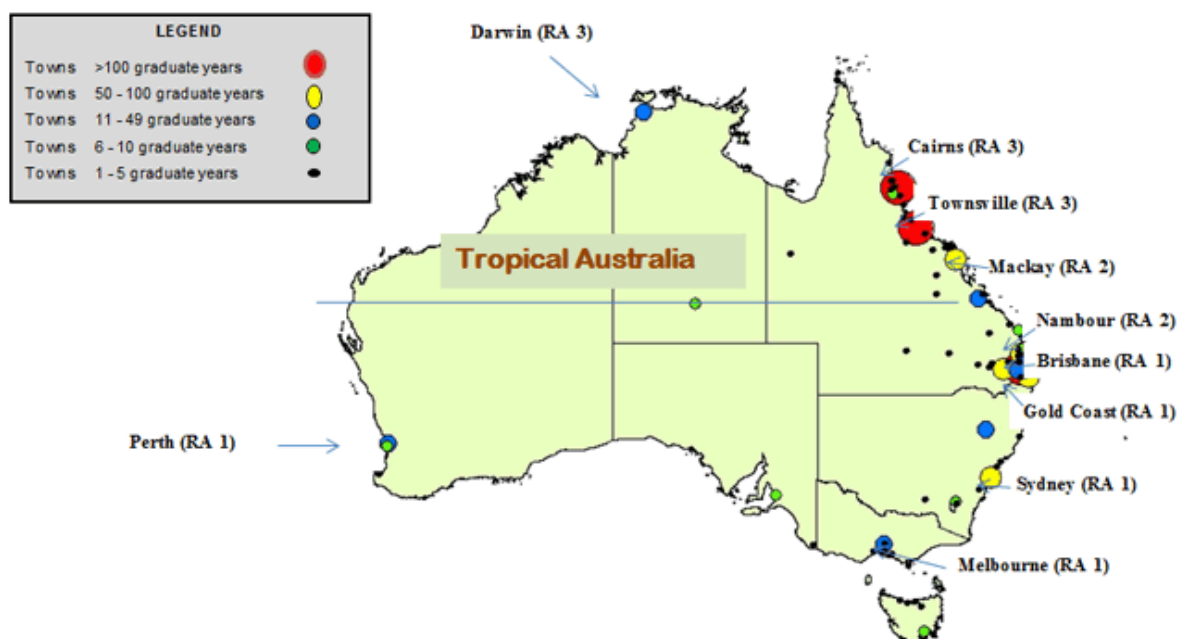 LEGEND
Towns >100 graduate years
Towns 50 - 100 graduate years
Towns 11 - 49 graduate years
Towns 6 - 10 graduate years
Towns 1 - 5 graduate years
Darwin (RA 3)
Cairns (RA 3)
Townsville (RA 3)
Tropical Australia
Mackay (RA 2)
Nambour (RA 2)
Brisbane (RA 1)
Gold Coast (RA 1)
Perth (RA 1)
Sydney (RA 1)
Melbourne (RA 1)